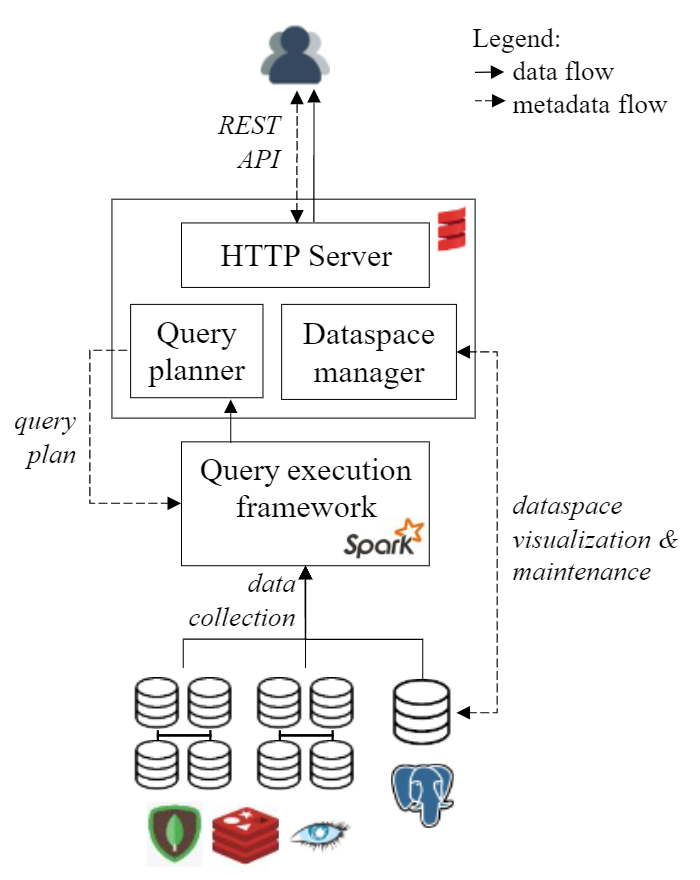 Legend:
data flow
metadata flow
REST
API
HTTP Server
Query
planner
Dataspace
manager
query
plan
Query execution
framework
Spark
dataspace
visualization &
maintenance
data
collection